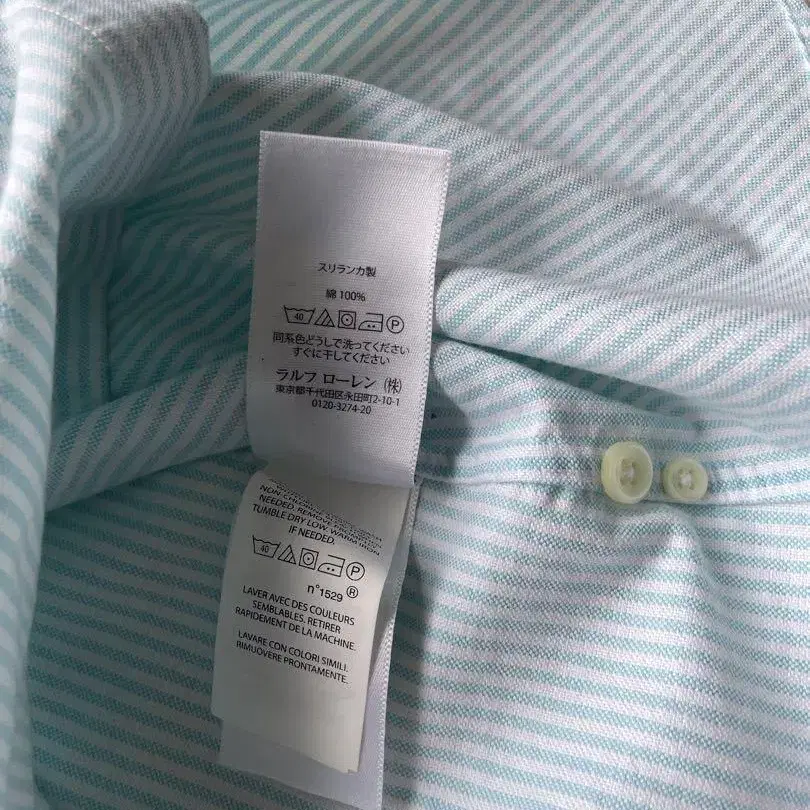 スリランカ製
綿 100%
40 P
同系色どうしで洗ってください
すぐに干してください
ラルフ ローレン (株)
東京都千代田区永田町2-10-1
0120-3274-20
NEEDED. REMOVE PROMPTLY.
TUMBLE DRY LOW. WARM IRON
IF NEEDED.
40 P
n°1529 ®
LAVER AVEC DES COULEURS
SEMBLABLES. RETIRER
RAPIDEMENT DE LA MACHINE.
LAVARE CON COLORI SIMILI.
RIMUOVERE PRONTAMENTE.